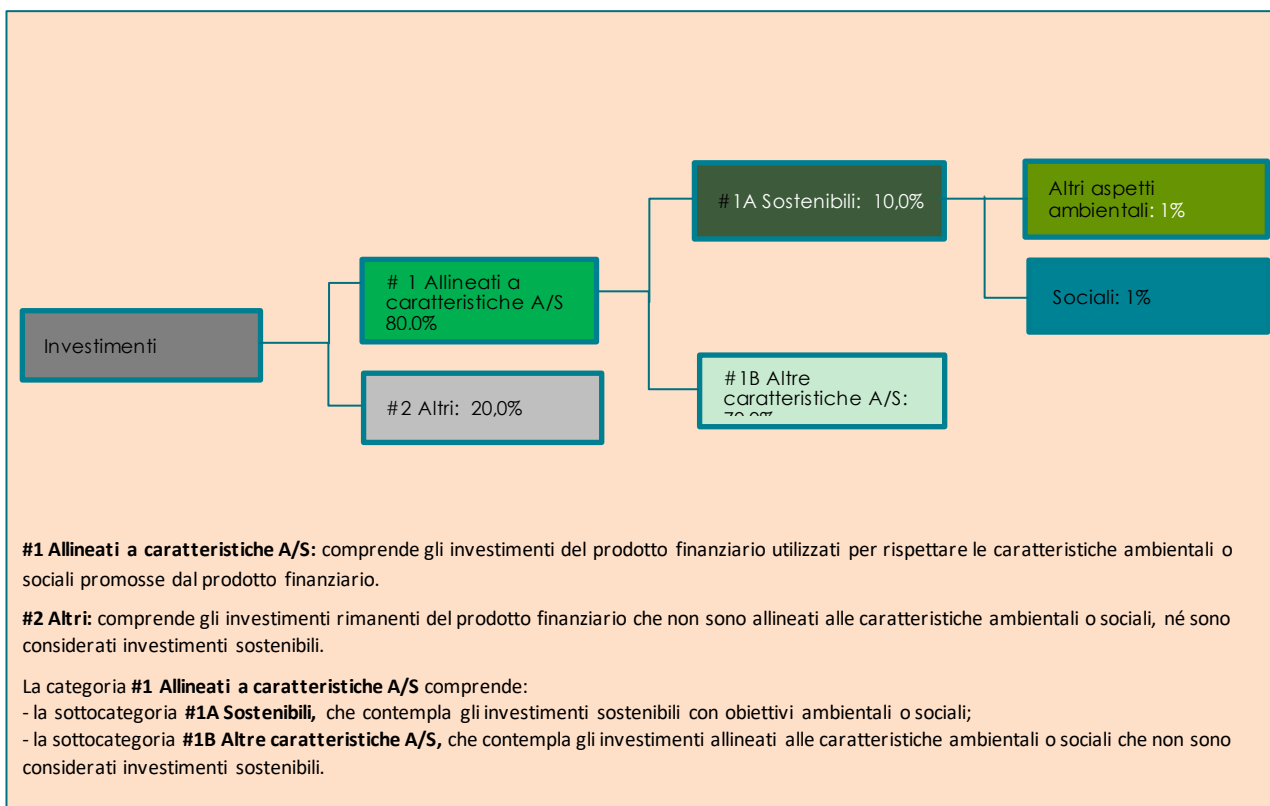 #1A Sostenibili: 10,0%
Altri aspetti
ambientali: 1%
# 1 Allineati a
caratteristiche A/S
80.0%
Sociali: 1%
Investimenti
#2 Altri: 20,0%
#1B Altre
caratteristiche A/S:
#1 Allineati a caratteristiche A/S: comprende gli investimenti del prodotto finanziario utilizzati per rispettare le caratteristiche ambientali o
sociali promosse dal prodotto finanziario.
#2 Altri: comprende gli investimenti rimanenti del prodotto finanziario che non sono allineati alle caratteristiche ambientali o sociali, né sono
considerati investimenti sostenibili.
La categoria #1 Allineati a caratteristiche A/S comprende:
- la sottocategoria #1A Sostenibili, che contempla gli investimenti sostenibili con obiettivi ambientali o sociali;
- la sottocategoria #1B Altre caratteristiche A/S, che contempla gli investimenti allineati alle caratteristiche ambientali o sociali che non sono
considerati investimenti sostenibili.